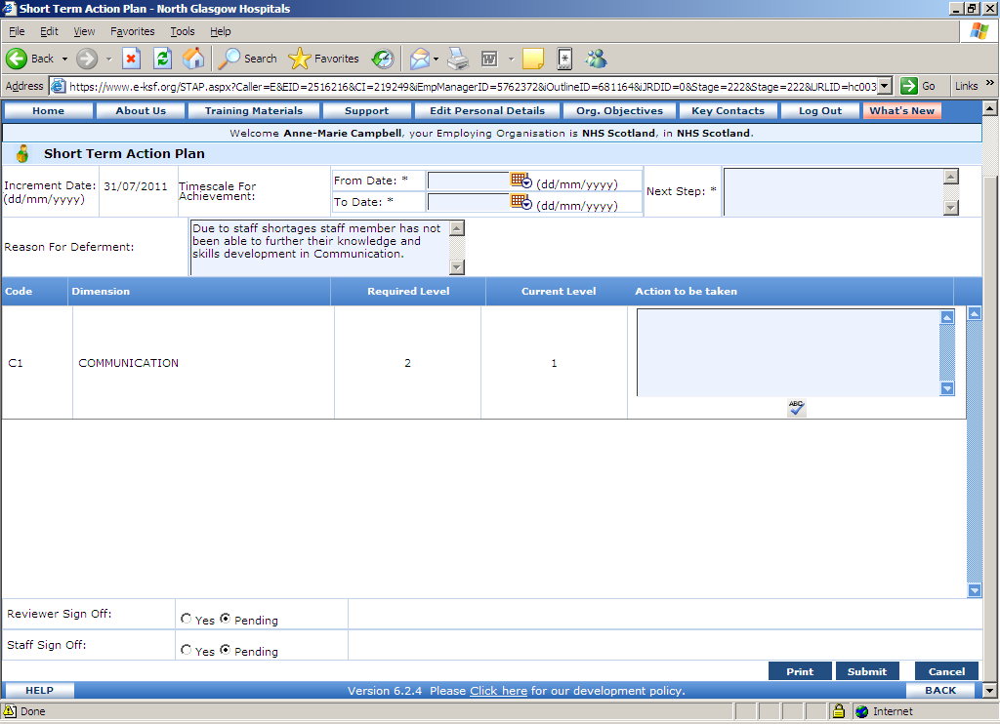 Short Term Action Plan - North Glasgow Hospitals
File Edit View Favorites Tools Help
Back Search Favorites
Address https://www.e-ksf.org/STAP.aspx?Caller=E&EID=2516216&CI=219249&EmpManagerID=5762372&iOutlineID=681164&iJRDID=0&Stage=222&Stage=222&URLID=hc003 Go Links »
Home About Us Training Materials Support Edit Personal Details Org. Objectives Key Contacts Log Out What's New
Welcome Anne-Marie Campbell, your Employing Organisation is NHS Scotland, in NHS Scotland.
Short Term Action Plan
Increment Date: (dd/mm/yyyy) 31/07/2011 Timescale For Achievement: From Date: * (dd/mm/yyyy) Next Step: *
To Date: * (dd/mm/yyyy)
Reason For Deferment:
Due to staff shortages staff member has not
been able to further their knowledge and
skills development in Communication.
Code Dimension Required Level Current Level Action to be taken
C1 COMMUNICATION 2 1
ABC
Reviewer Sign Off: Yes Pending
Staff Sign Off: Yes Pending
Print Submit Cancel
HELP Version 6.2.4 Please Click here for our development policy. BACK
Done Internet